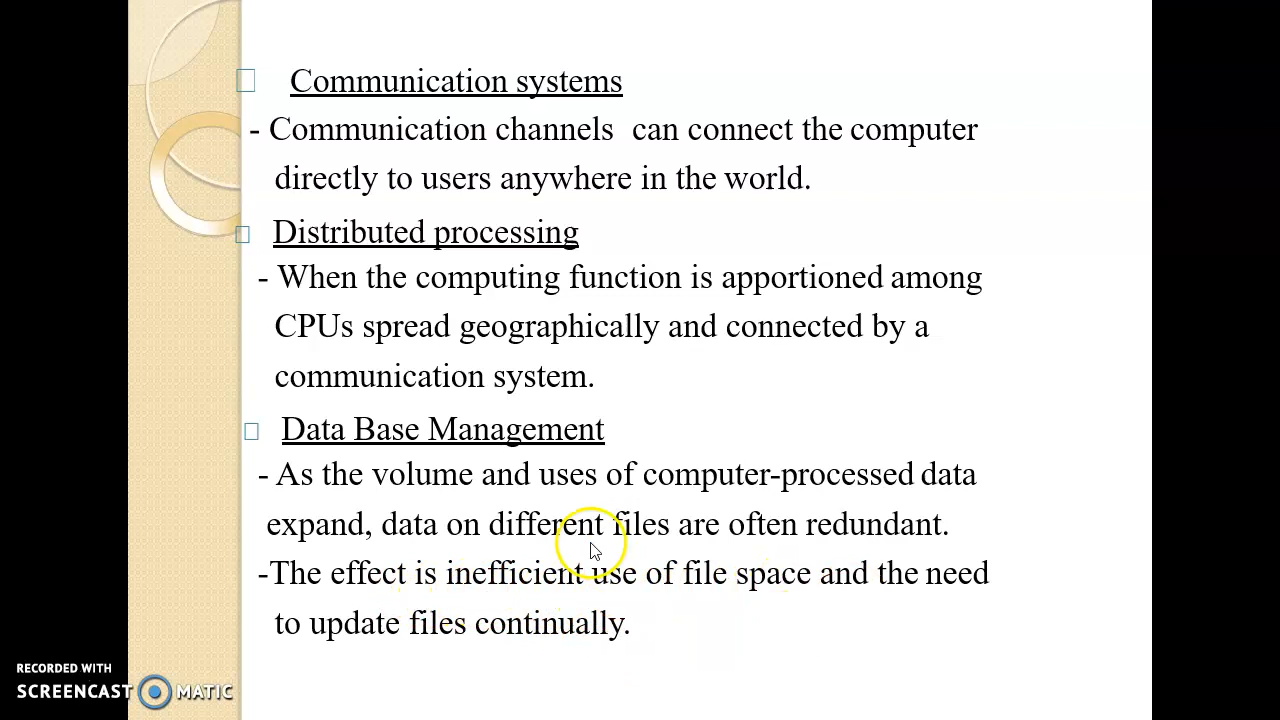 Communication systems
- Communication channels can connect the computer
directly to users anywhere in the world.
Distributed processing
- When the computing function is apportioned among
CPUs spread geographically and connected by a
communication system.
Data Base Management
- As the volume and uses of computer-processed data
expand, data on different files are often redundant.
-The effect is inefficient use of file space and the need
to update files continually.
RECORDED WITH
SCREENCAST MATIC